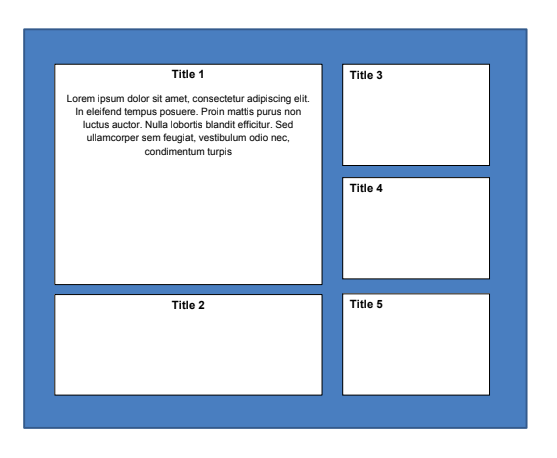 Title 1
Lorem ipsum dolor sit amet, consectetur adipiscing elit.
In eleifend tempus posuere. Proin mattis purus non
luctus auctor. Nulla lobortis blandit efficitur. Sed
ullamcorper sem feugiat, vestibulum odio nec,
condimentum turpis
Title 2
Title 3
Title 4
Title 5